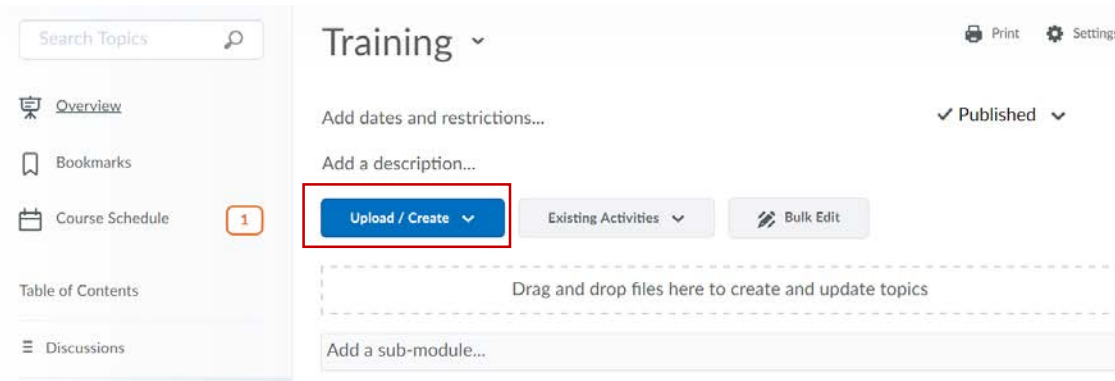 Search Topics
Overview
Bookmarks
Course Schedule 1
Table of Contents
Discussions
Training
Print Settings
Add dates and restrictions...
Published
Add a description...
Upload / Create Existing Activities Bulk Edit
Drag and drop files here to create and update topics
Add a sub-module...